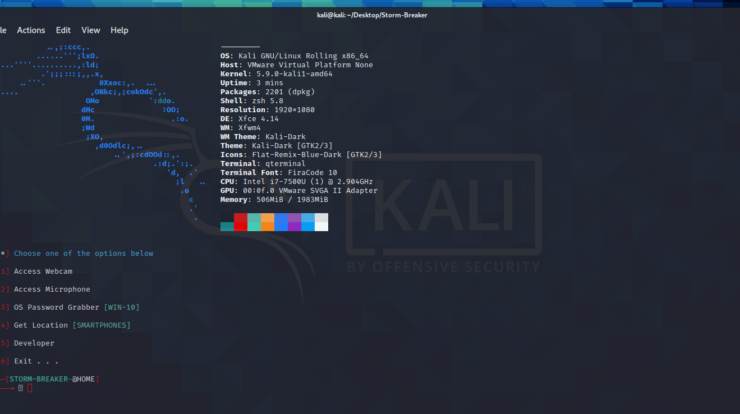 kali@kali: ~/Desktop/Storm-Breaker
le Actions Edit View Help
OS: Kali GNU/Linux Rolling x86_64
Host: VMware Virtual Platform None
Kernel: 5.9.0-kali1-amd64
Uptime: 3 mins
Packages: 2201 (dpkg)
Shell: zsh 5.8
Resolution: 1920×1080
DE: Xfce 4.14
WM: Xfwm4
WM Theme: Kali-Dark
Theme: Kali-Dark [GTK2/3]
Icons: Flat-Remix-Blue-Dark [GTK2/3]
Terminal: qterminal
Terminal Font: FiraCode 10
CPU: Intel i7-7500U (1) @ 2.904GHz
GPU: 00:0f.0 VMware SVGA II Adapter
Memory: 506MiB / 1983MiB
KALI
BY OFFENSIVE SECURITY
*] Choose one of the options below
1] Access Webcam
2] Access Microphone
3] OS Password Grabber [WIN-10]
4] Get Location [SMARTPHONES]
5] Developer
6] Exit . . .
[STORM-BREAKER@HOME]